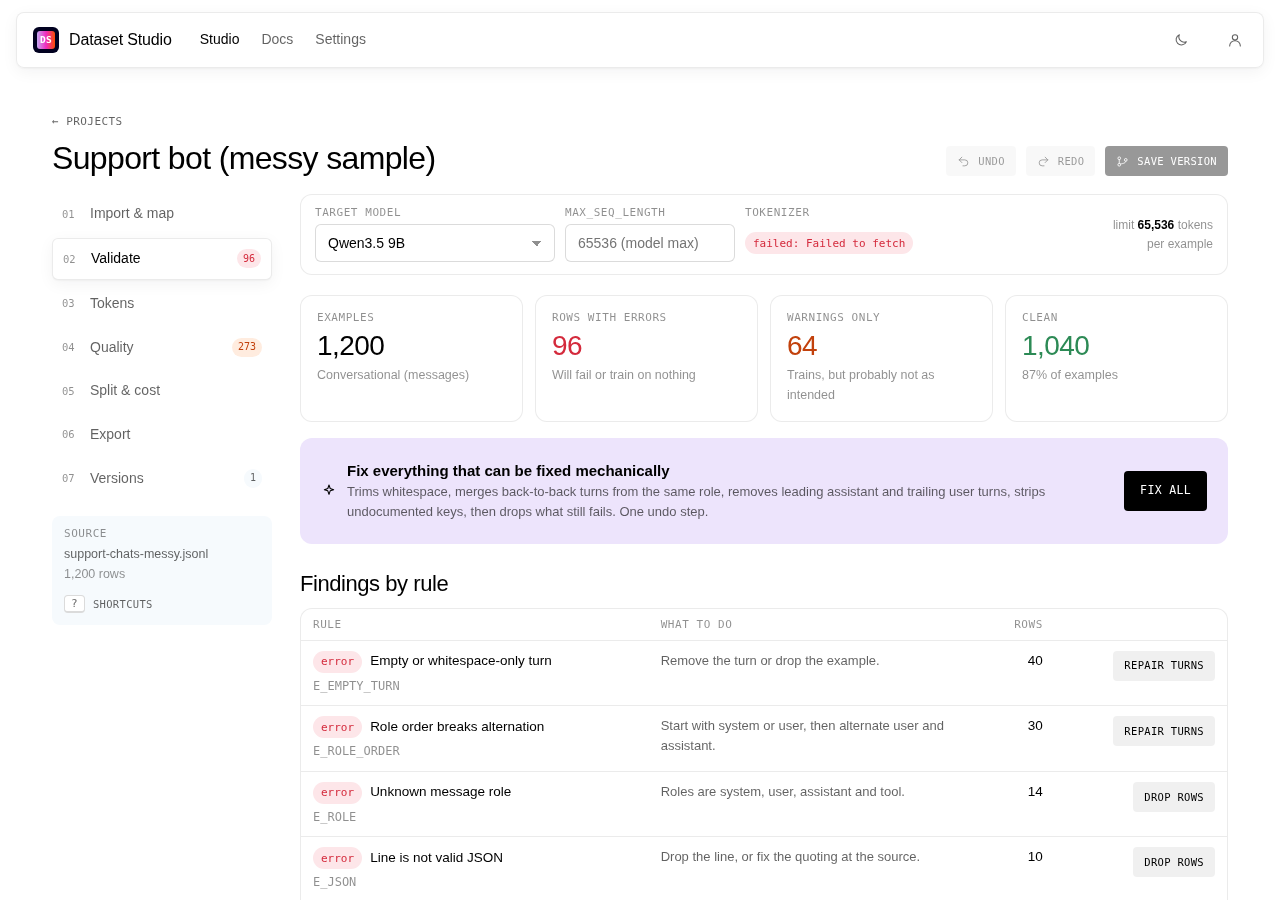 DS Dataset Studio Studio Docs Settings
← PROJECTS
Support bot (messy sample)
UNDO REDO SAVE VERSION
01 Import & map
02 Validate 96
03 Tokens
04 Quality 273
05 Split & cost
06 Export
07 Versions 1
SOURCE
support-chats-messy.jsonl
1,200 rows
? SHORTCUTS
TARGET MODEL MAX_SEQ_LENGTH TOKENIZER
Qwen3.5 9B 65536 (model max) failed: Failed to fetch
limit 65,536 tokens
per example
EXAMPLES
1,200
Conversational (messages)
ROWS WITH ERRORS
96
Will fail or train on nothing
WARNINGS ONLY
64
Trains, but probably not as
intended
CLEAN
1,040
87% of examples
Fix everything that can be fixed mechanically
Trims whitespace, merges back-to-back turns from the same role, removes leading assistant and trailing user turns, strips
undocumented keys, then drops what still fails. One undo step.
FIX ALL
Findings by rule
RULE WHAT TO DO ROWS
error Empty or whitespace-only turn Remove the turn or drop the example. 40 REPAIR TURNS
E_EMPTY_TURN
error Role order breaks alternation Start with system or user, then alternate user and 30 REPAIR TURNS
assistant.
E_ROLE_ORDER
error Unknown message role Roles are system, user, assistant and tool. 14 DROP ROWS
E_ROLE
error Line is not valid JSON Drop the line, or fix the quoting at the source. 10 DROP ROWS
E_JSON